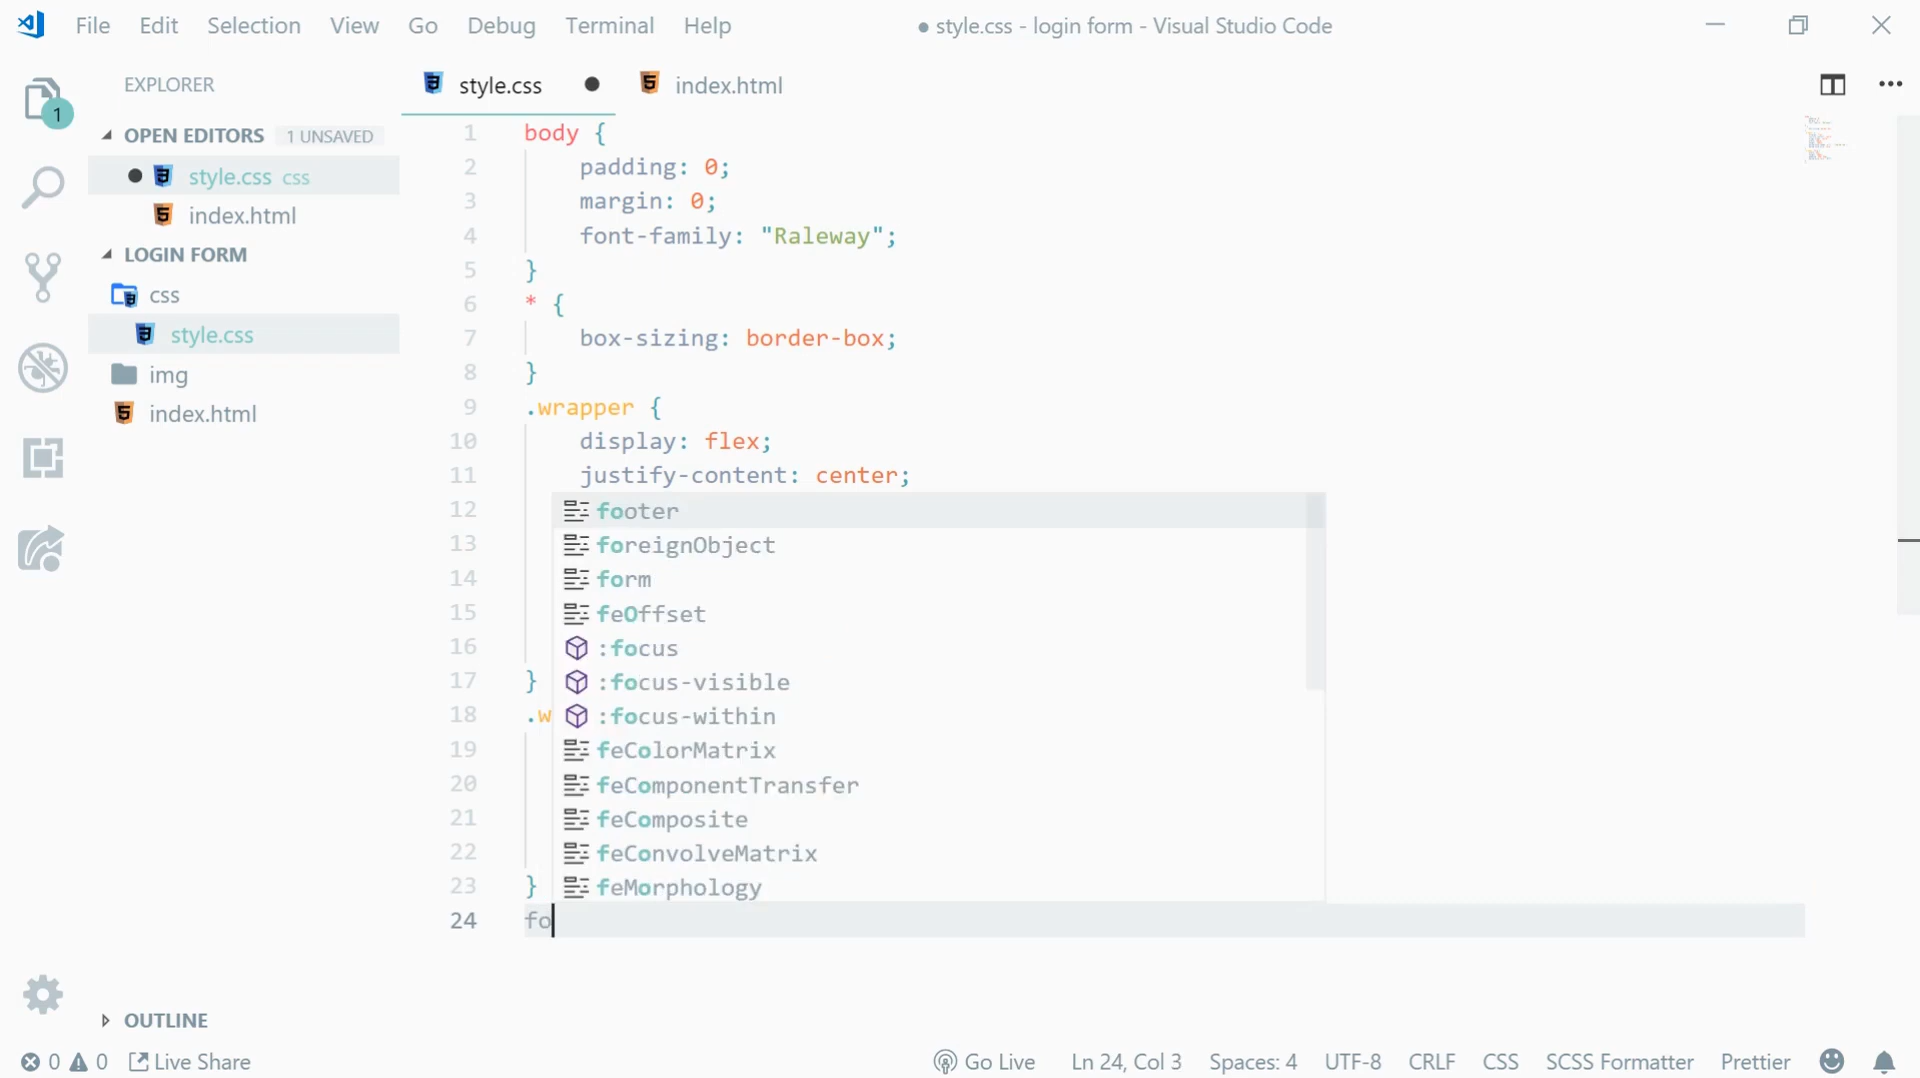 File Edit Selection View Go Debug Terminal Help ● style.css - login form - Visual Studio Code
EXPLORER
1
OPEN EDITORS 1 UNSAVED
style.css css
index.html
LOGIN FORM
css
style.css
img
index.html
OUTLINE
style.css ● index.html
1 body {
2 padding: 0;
3 margin: 0;
4 font-family: "Raleway";
5 }
6 * {
7 box-sizing: border-box;
8 }
9 .wrapper {
10 display: flex;
11 justify-content: center;
12 footer
13 foreignObject
14 form
15 feOffset
16 :focus
17 } :focus-visible
18 .w :focus-within
19 feColorMatrix
20 feComponentTransfer
21 feComposite
22 feConvolveMatrix
23 } feMorphology
24 fo
0 0 Live Share Go Live Ln 24, Col 3 Spaces: 4 UTF-8 CRLF CSS SCSS Formatter Prettier